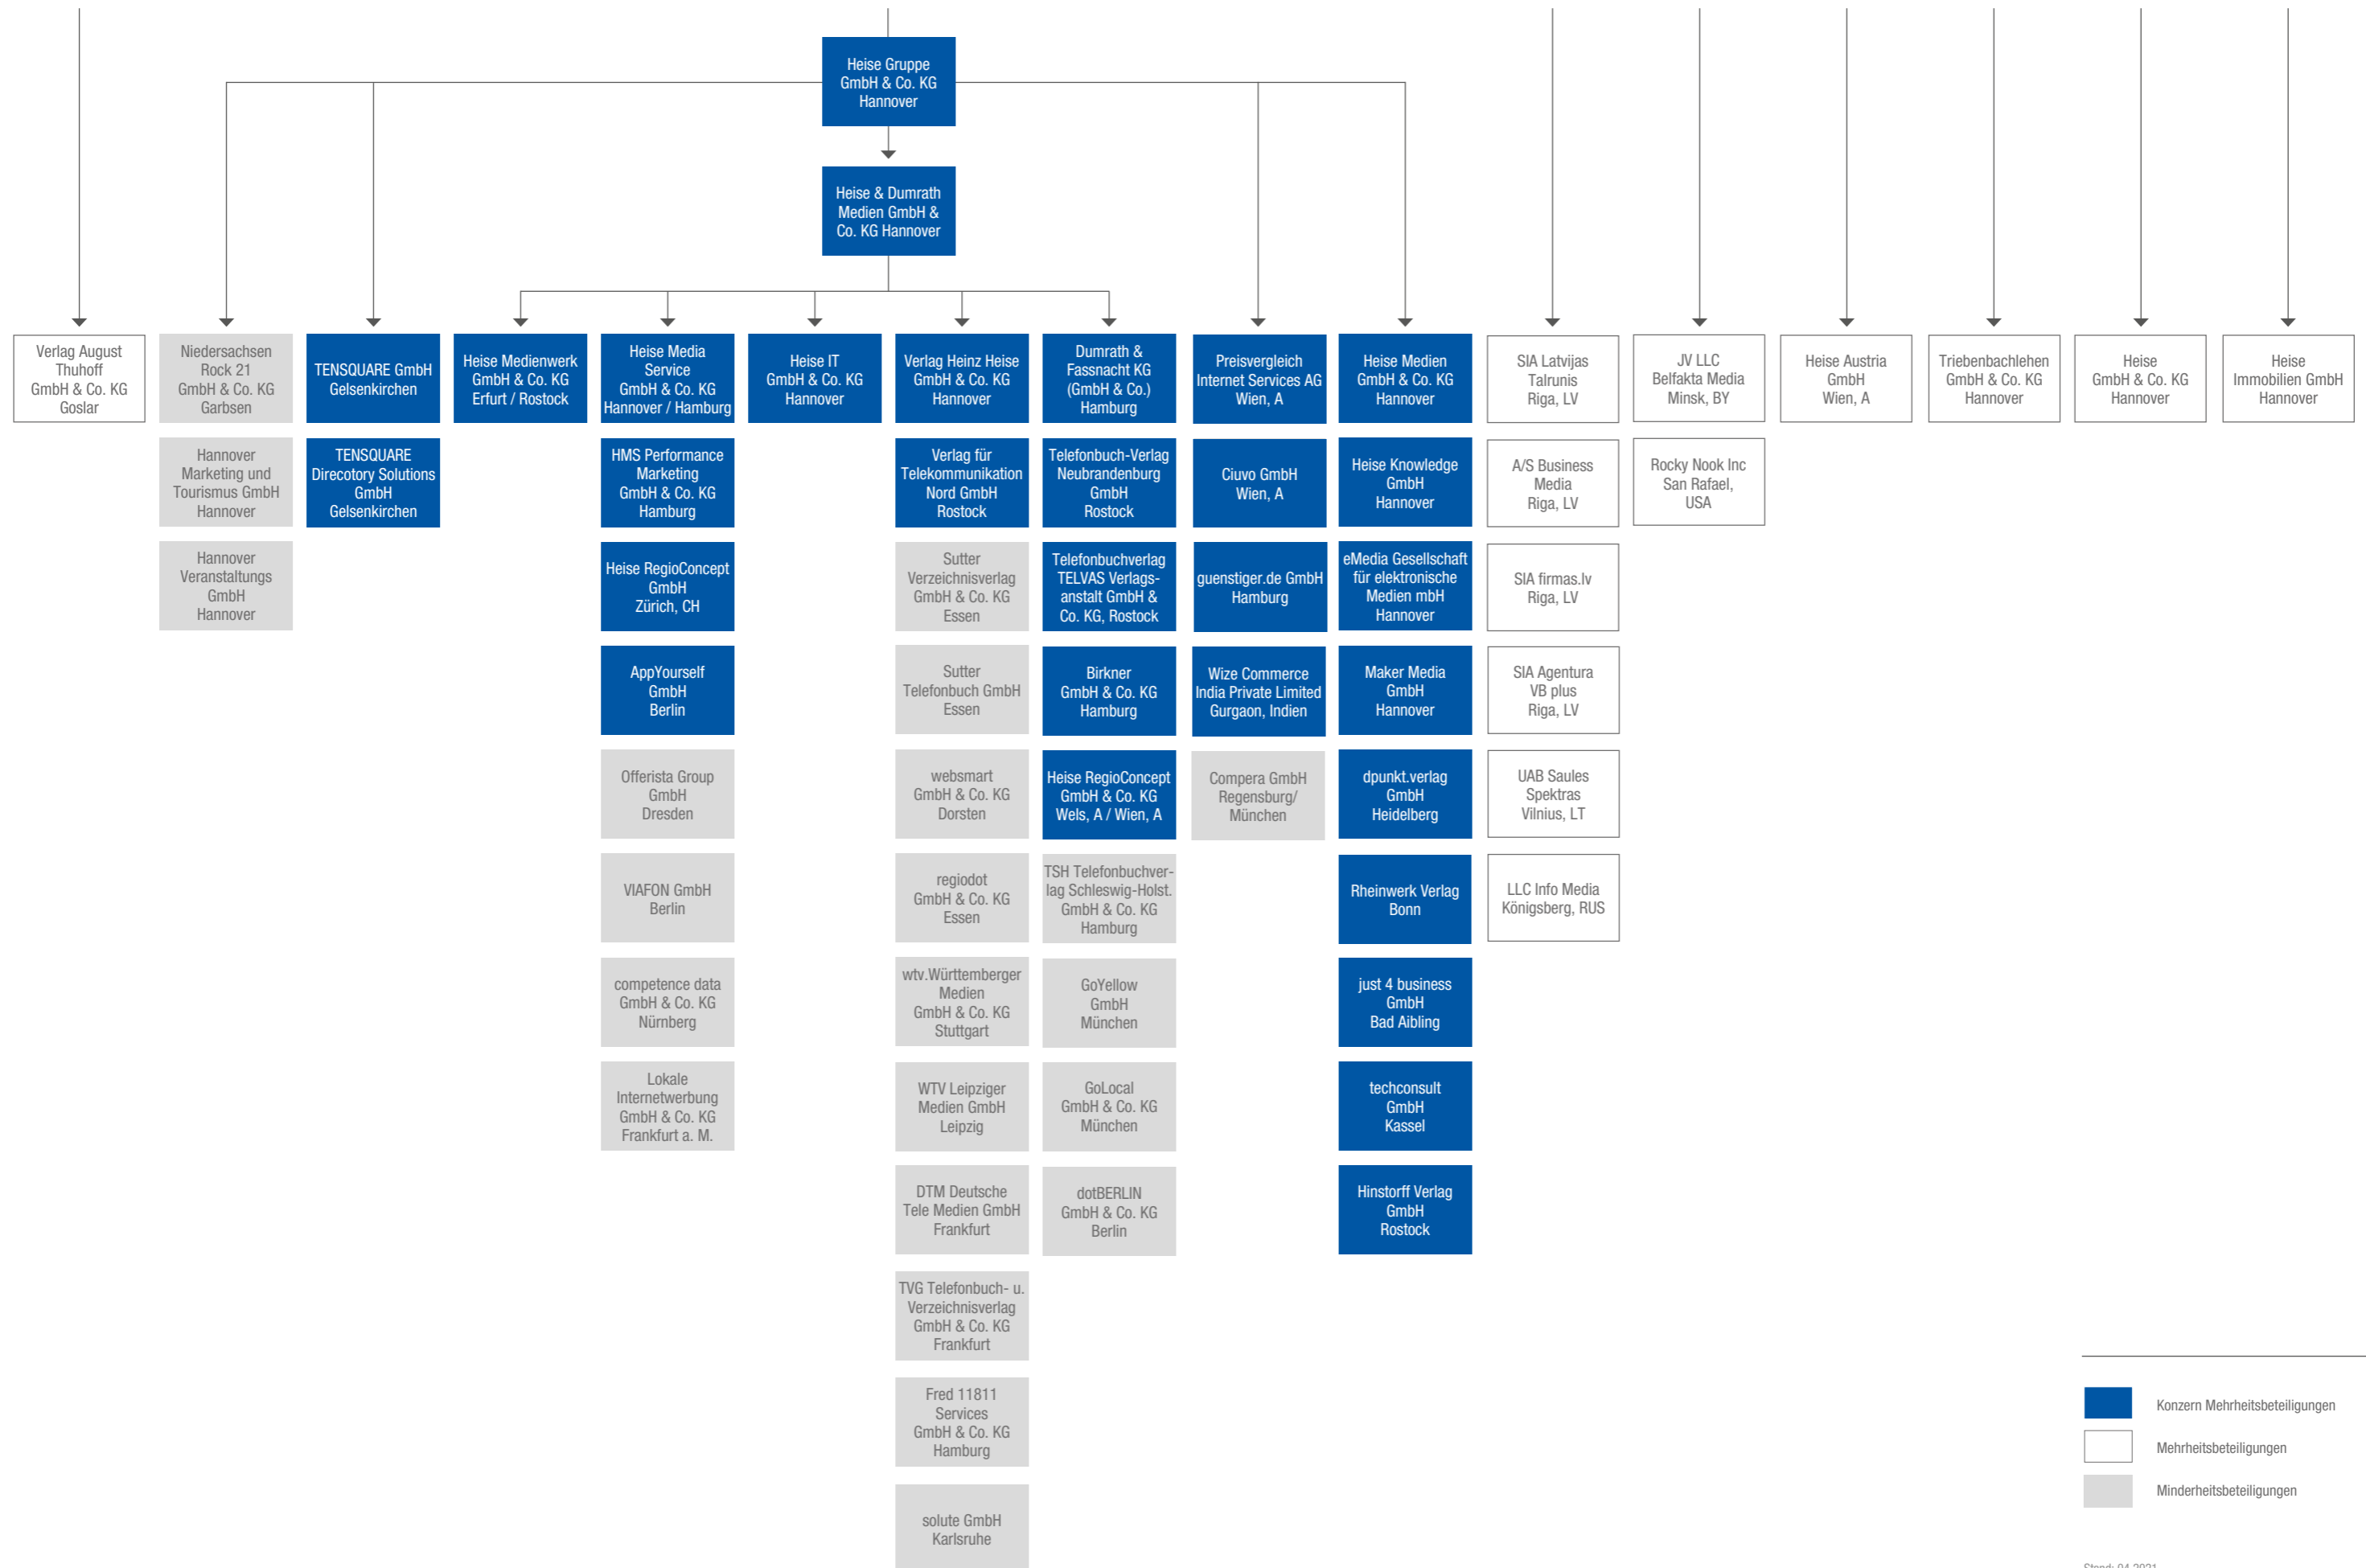 Heise Gruppe
GmbH & Co. KG
Hannover
Heise & Dumrath
Medien GmbH &
Co. KG Hannover
Verlag August
Thuhoff
GmbH & Co. KG
Goslar
Niedersachsen
Rock 21
GmbH & Co. KG
Garbsen
Hannover
Marketing und
Tourismus GmbH
Hannover
Hannover
Veranstaltungs
GmbH
Hannover
TENSQUARE GmbH
Gelsenkirchen
TENSQUARE
Direcotory Solutions
GmbH
Gelsenkirchen
Heise Medienwerk
GmbH & Co. KG
Erfurt / Rostock
Heise Media
Service
GmbH & Co. KG
Hannover / Hamburg
HMS Performance
Marketing
GmbH & Co. KG
Hamburg
Heise RegioConcept
GmbH
Zürich, CH
AppYourself
GmbH
Berlin
Offerista Group
GmbH
Dresden
VIAFON GmbH
Berlin
competence data
GmbH & Co. KG
Nürnberg
Lokale
Internetwerbung
GmbH & Co. KG
Frankfurt a. M.
Heise IT
GmbH & Co. KG
Hannover
Verlag Heinz Heise
GmbH & Co. KG
Hannover
Verlag für
Telekommunikation
Nord GmbH
Rostock
Sutter
Verzeichnisverlag
GmbH & Co. KG
Essen
Sutter
Telefonbuch GmbH
Essen
websmart
GmbH & Co. KG
Dorsten
regiodot
GmbH & Co. KG
Essen
wtv.Württemberger
Medien
GmbH & Co. KG
Stuttgart
WTV Leipziger
Medien GmbH
Leipzig
DTM Deutsche
Tele Medien GmbH
Frankfurt
TVG Telefonbuch- u.
Verzeichnisverlag
GmbH & Co. KG
Frankfurt
Fred 11811
Services
GmbH & Co. KG
Hamburg
solute GmbH
Karlsruhe
Dumrath &
Fassnacht KG
(GmbH & Co.)
Hamburg
Telefonbuch-Verlag
Neubrandenburg
GmbH
Rostock
Telefonbuchverlag
TELVAS Verlags-
anstalt GmbH &
Co. KG, Rostock
Birkner
GmbH & Co. KG
Hamburg
Heise RegioConcept
GmbH & Co. KG
Wels, A / Wien, A
TSH Telefonbuchver-
lag Schleswig-Holst.
GmbH & Co. KG
Hamburg
GoYellow
GmbH
München
GoLocal
GmbH & Co. KG
München
dotBERLIN
GmbH & Co. KG
Berlin
Preisvergleich
Internet Services AG
Wien, A
Ciuvo GmbH
Wien, A
guenstiger.de GmbH
Hamburg
Wize Commerce
India Private Limited
Gurgaon, Indien
Compera GmbH
Regensburg/
München
Heise Medien
GmbH & Co. KG
Hannover
Heise Knowledge
GmbH
Hannover
eMedia Gesellschaft
für elektronische
Medien mbH
Hannover
Maker Media
GmbH
Hannover
dpunkt.verlag
GmbH
Heidelberg
Rheinwerk Verlag
Bonn
just 4 business
GmbH
Bad Aibling
techconsult
GmbH
Kassel
Hinstorff Verlag
GmbH
Rostock
SIA Latvijas
Talrunis
Riga, LV
A/S Business
Media
Riga, LV
SIA firmas.lv
Riga, LV
SIA Agentura
VB plus
Riga, LV
UAB Saules
Spektras
Vilnius, LT
LLC Info Media
Königsberg, RUS
JV LLC
Belfakta Media
Minsk, BY
Rocky Nook Inc
San Rafael,
USA
Heise Austria
GmbH
Wien, A
Triebenbachlehen
GmbH & Co. KG
Hannover
Heise
GmbH & Co. KG
Hannover
Heise
Immobilien GmbH
Hannover
Konzern Mehrheitsbeteiligungen
Mehrheitsbeteiligungen
Minderheitsbeteiligungen
Stand: 04.2021